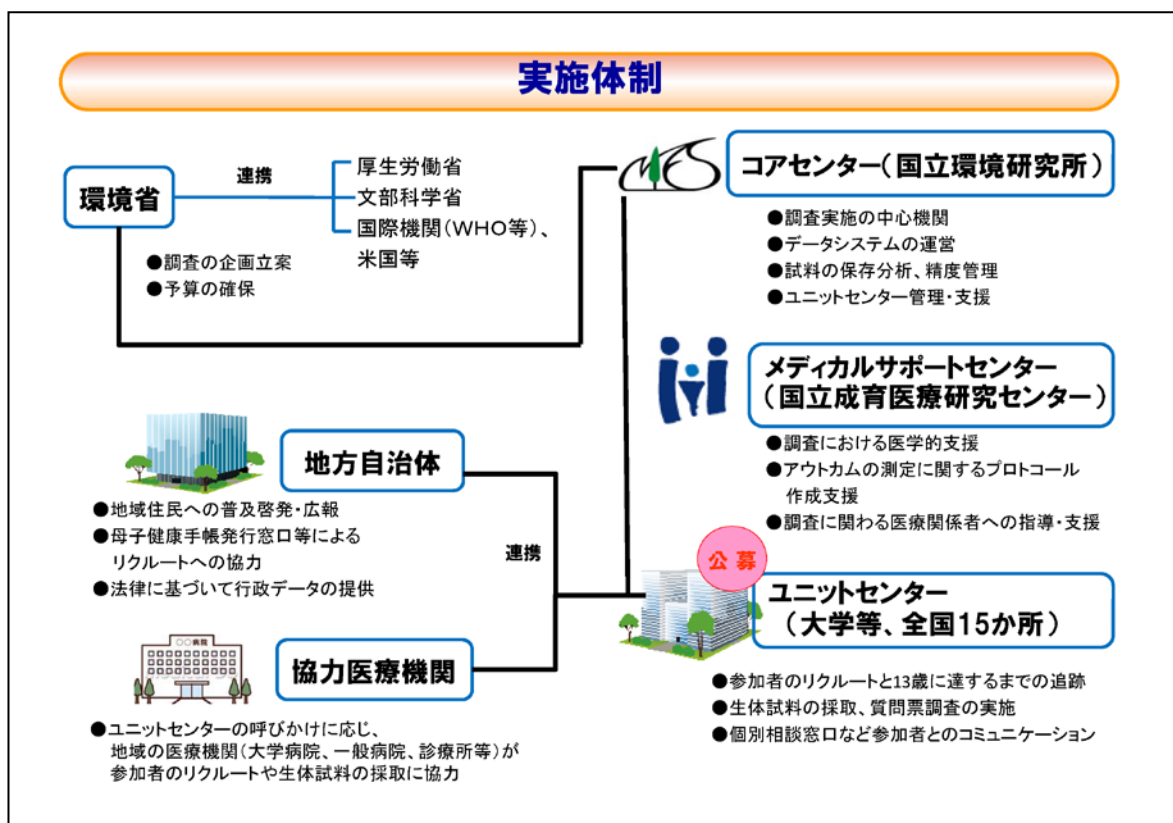 実施体制
環境省
連携
厚生労働省
文部科学省
国際機関(WHO等)、
米国等
●調査の企画立案
●予算の確保
コアセンター(国立環境研究所)
●調査実施の中心機関
●データシステムの運営
●試料の保存分析、精度管理
●ユニットセンター管理・支援
メディカルサポートセンター
(国立成育医療研究センター)
●調査における医学的支援
●アウトカムの測定に関するプロトコール
作成支援
●調査に関わる医療関係者への指導・支援
地方自治体
●地域住民への普及啓発・広報
●母子健康手帳発行窓口等による
リクルートへの協力
●法律に基づいて行政データの提供
連携
公募
ユニットセンター
(大学等、全国15か所)
●参加者のリクルートと13歳に達するまでの追跡
●生体試料の採取、質問票調査の実施
●個別相談窓口など参加者とのコミュニケーション
○○病院
協力医療機関
●ユニットセンターの呼びかけに応じ、
地域の医療機関(大学病院、一般病院、診療所等)が
参加者のリクルートや生体試料の採取に協力